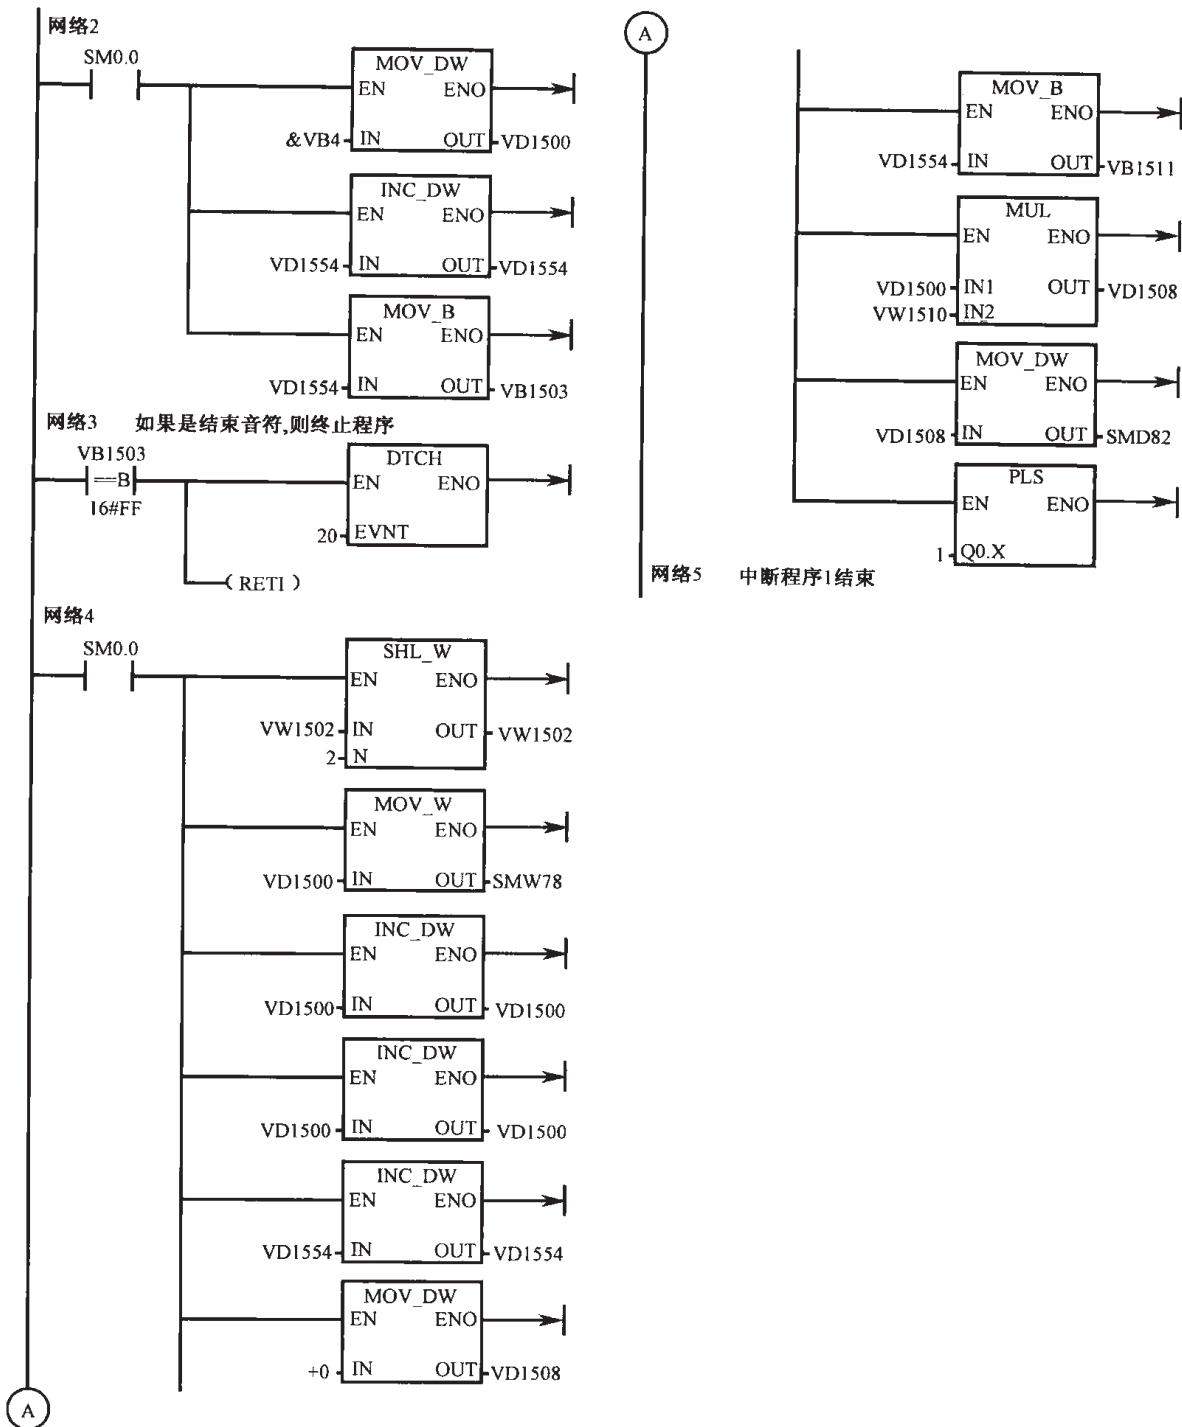 网络2
SM0.0
MOV_DW
EN ENO
&VB4 IN OUT VD1500
INC_DW
EN ENO
VD1554 IN OUT VD1554
MOV_B
EN ENO
VD1554 IN OUT VB1503
网络3 如果是结束音符,则终止程序
VB1503
==B
16#FF
DTCH
EN ENO
20 EVNT
(RETI)
网络4
SM0.0
SHL_W
EN ENO
VW1502 IN OUT VW1502
2 N
MOV_W
EN ENO
VD1500 IN OUT SMW78
INC_DW
EN ENO
VD1500 IN OUT VD1500
INC_DW
EN ENO
VD1500 IN OUT VD1500
INC_DW
EN ENO
VD1554 IN OUT VD1554
MOV_DW
EN ENO
+0 IN OUT VD1508
A
A
MOV_B
EN ENO
VD1554 IN OUT VB1511
MUL
EN ENO
VD1500 IN1 OUT VD1508
VW1510 IN2
MOV_DW
EN ENO
VD1508 IN OUT SMD82
PLS
EN ENO
1 Q0.X
网络5 中断程序1结束